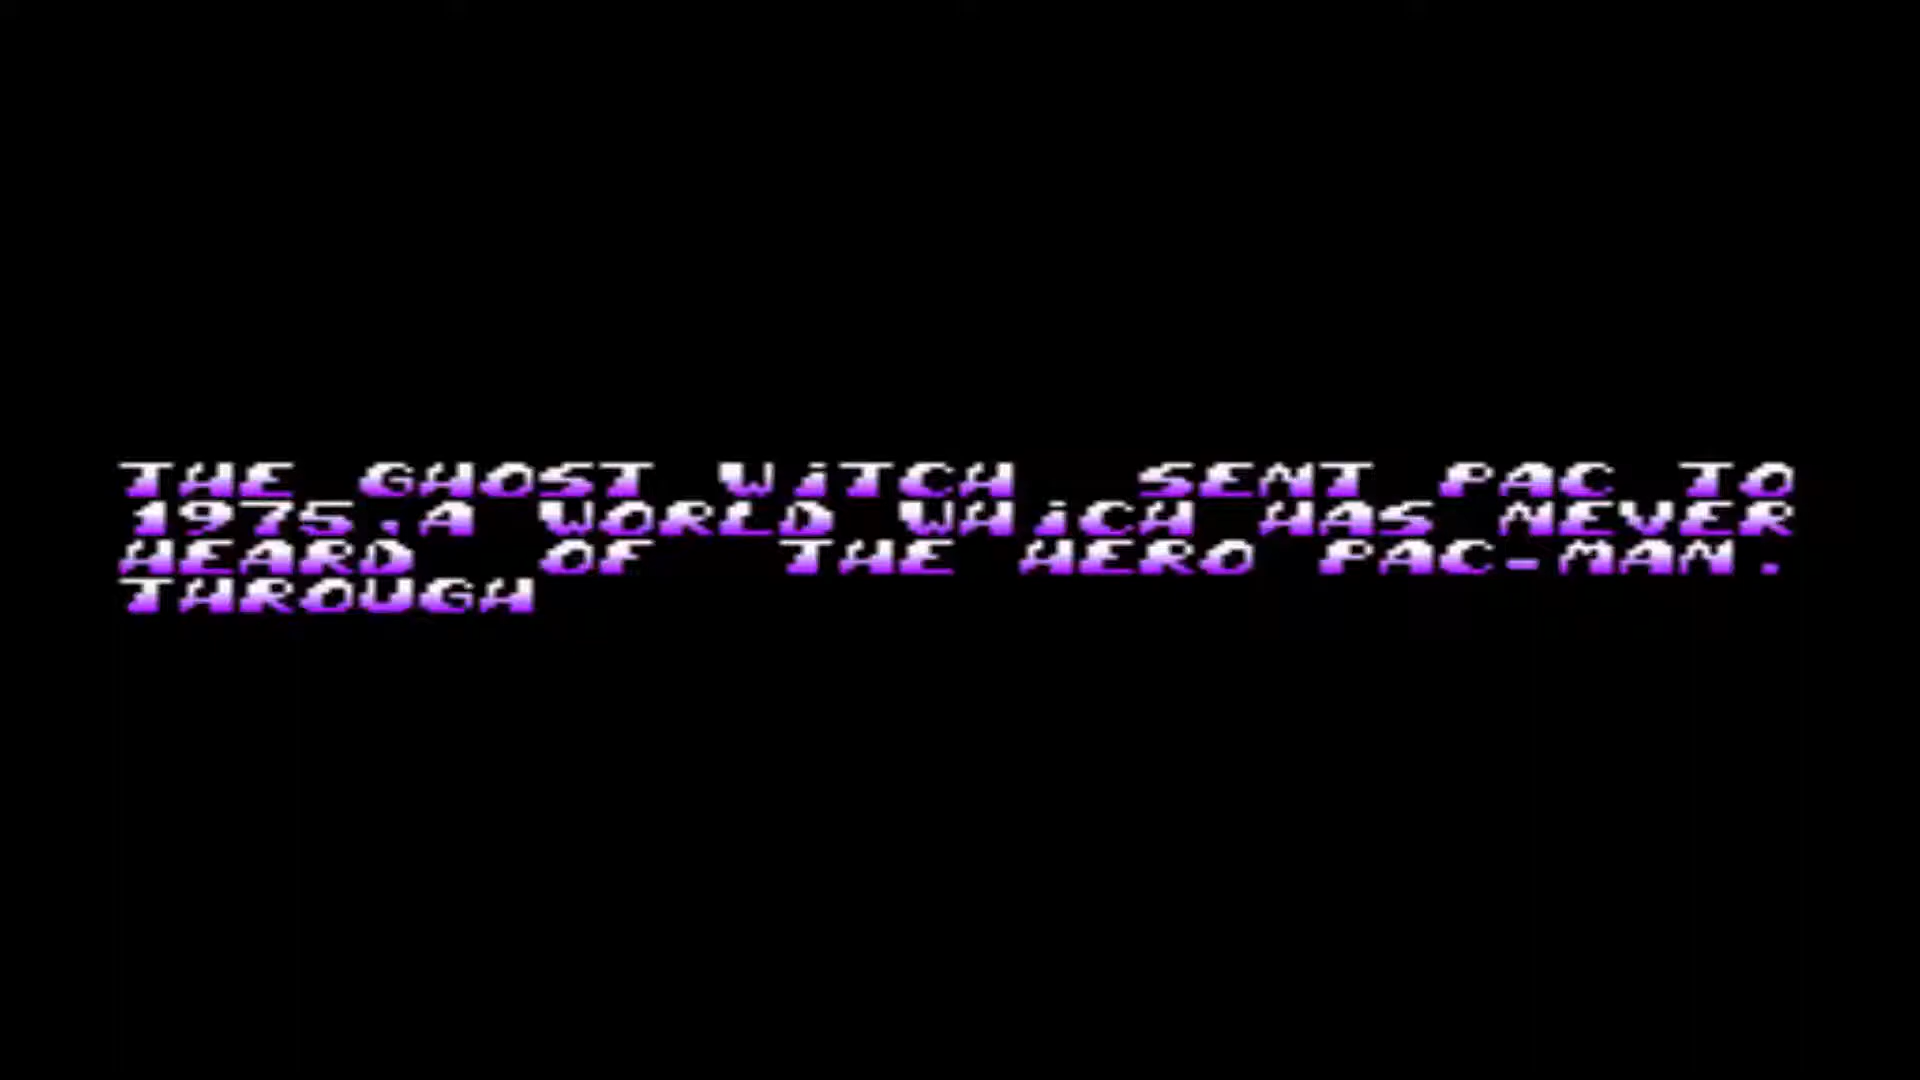 THE GHOST WiTCH SENT PAC TO
1975,A WORLD WHiCH HAS NEVER
HEARD OF THE HERO PAC-MAN.
THROUGH